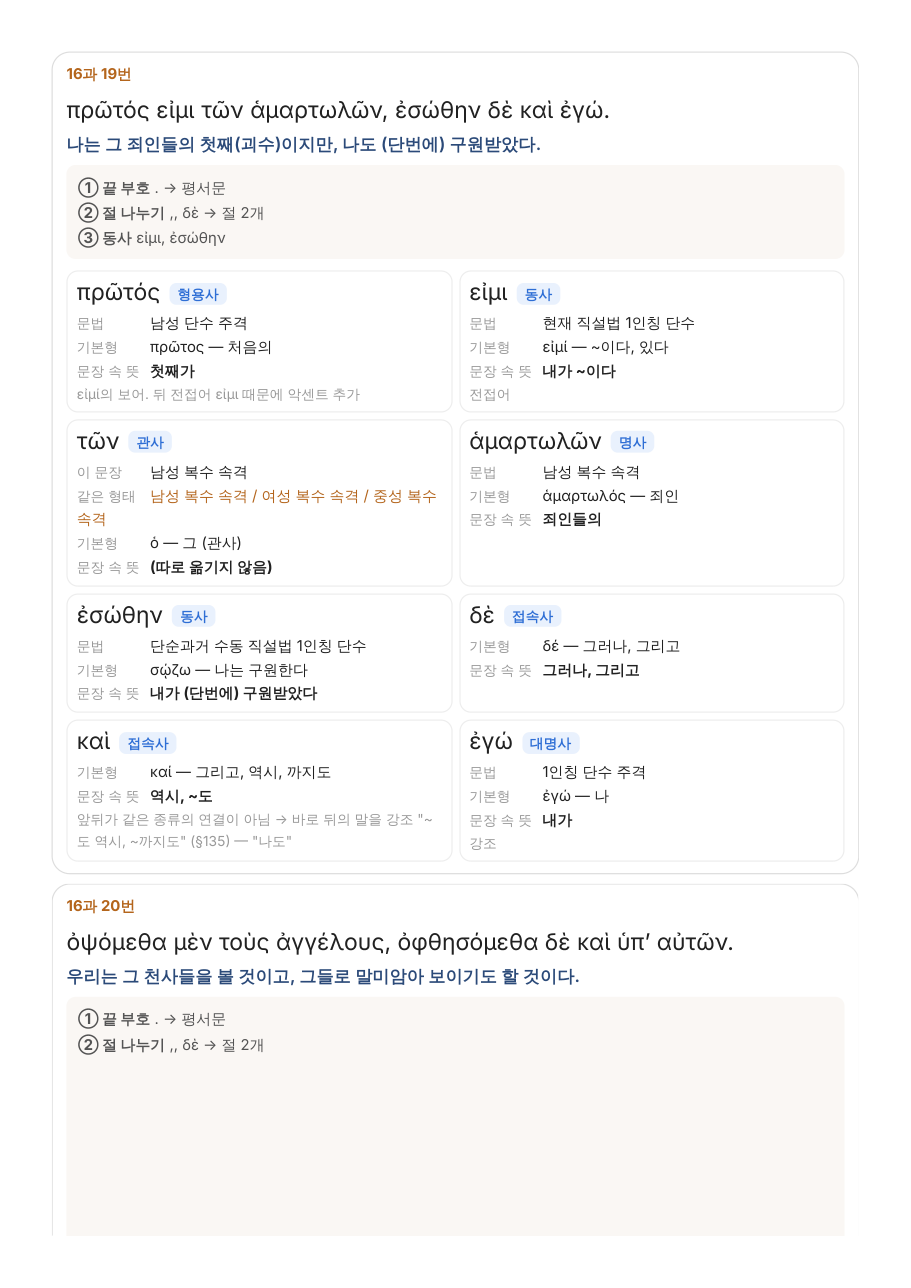 16과 19번
πρῶτός εἰμι τῶν ἁμαρτωλῶν, ἐσώθην δὲ καὶ ἐγώ.
나는 그 죄인들의 첫째(괴수)이지만, 나도 (단번에) 구원받았다.
① 끝 부호 . → 평서문
② 절 나누기 ,, δὲ → 절 2개
③ 동사 εἰμι, ἐσώθην
πρῶτός 형용사
문법 남성 단수 주격
기본형 πρῶτος — 처음의
문장 속 뜻 첫째가
εἰμί의 보어. 뒤 전접어 εἰμι 때문에 악센트 추가
εἰμι 동사
문법 현재 직설법 1인칭 단수
기본형 εἰμί — ~이다, 있다
문장 속 뜻 내가 ~이다
전접어
τῶν 관사
이 문장 남성 복수 속격
같은 형태 남성 복수 속격 / 여성 복수 속격 / 중성 복수
속격
기본형 ὁ — 그 (관사)
문장 속 뜻 (따로 옮기지 않음)
ἁμαρτωλῶν 명사
문법 남성 복수 속격
기본형 ἁμαρτωλός — 죄인
문장 속 뜻 죄인들의
ἐσώθην 동사
문법 단순과거 수동 직설법 1인칭 단수
기본형 σῴζω — 나는 구원한다
문장 속 뜻 내가 (단번에) 구원받았다
δὲ 접속사
기본형 δέ — 그러나, 그리고
문장 속 뜻 그러나, 그리고
καὶ 접속사
기본형 καί — 그리고, 역시, 까지도
문장 속 뜻 역시, ~도
앞뒤가 같은 종류의 연결이 아님 → 바로 뒤의 말을 강조 "~
도 역시, ~까지도" (§135) — "나도"
ἐγώ 대명사
문법 1인칭 단수 주격
기본형 ἐγώ — 나
문장 속 뜻 내가
강조
16과 20번
ὀψόμεθα μὲν τοὺς ἀγγέλους, ὀφθησόμεθα δὲ καὶ ὑπ’ αὐτῶν.
우리는 그 천사들을 볼 것이고, 그들로 말미암아 보이기도 할 것이다.
① 끝 부호 . → 평서문
② 절 나누기 ,, δὲ → 절 2개